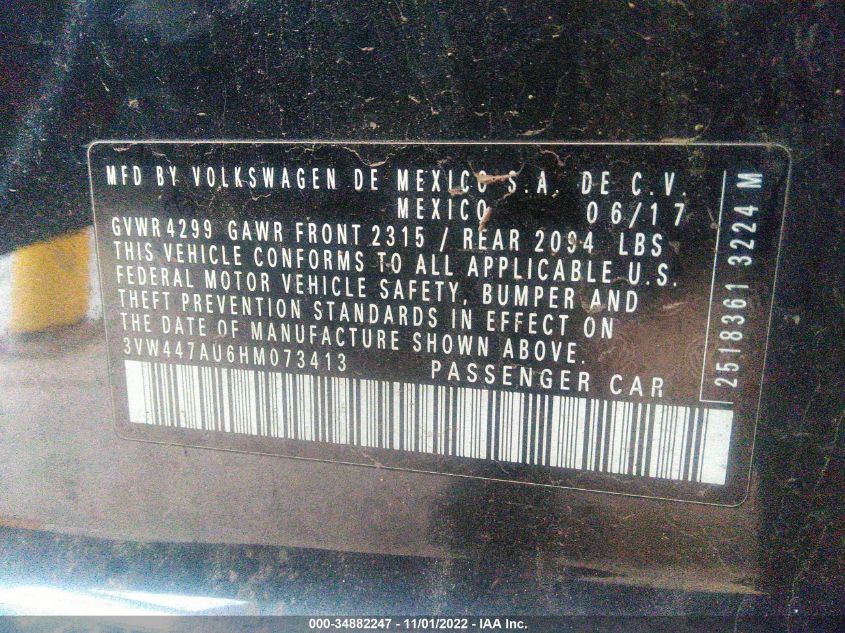 MFD BY VOLKSWAGEN DE MEXICO S.A. DE C.V.
MEXICO 06/17
GVWR 4299 GAWR FRONT 2315 / REAR 2094 LBS
THIS VEHICLE CONFORMS TO ALL APPLICABLE U.S.
FEDERAL MOTOR VEHICLE SAFETY, BUMPER AND
THEFT PREVENTION STANDARDS IN EFFECT ON
THE DATE OF MANUFACTURE SHOWN ABOVE.
3VW447AU6HM073413 PASSENGER CAR
2518361 3224 M
000-34882247 - 11/01/2022 - IAA Inc.